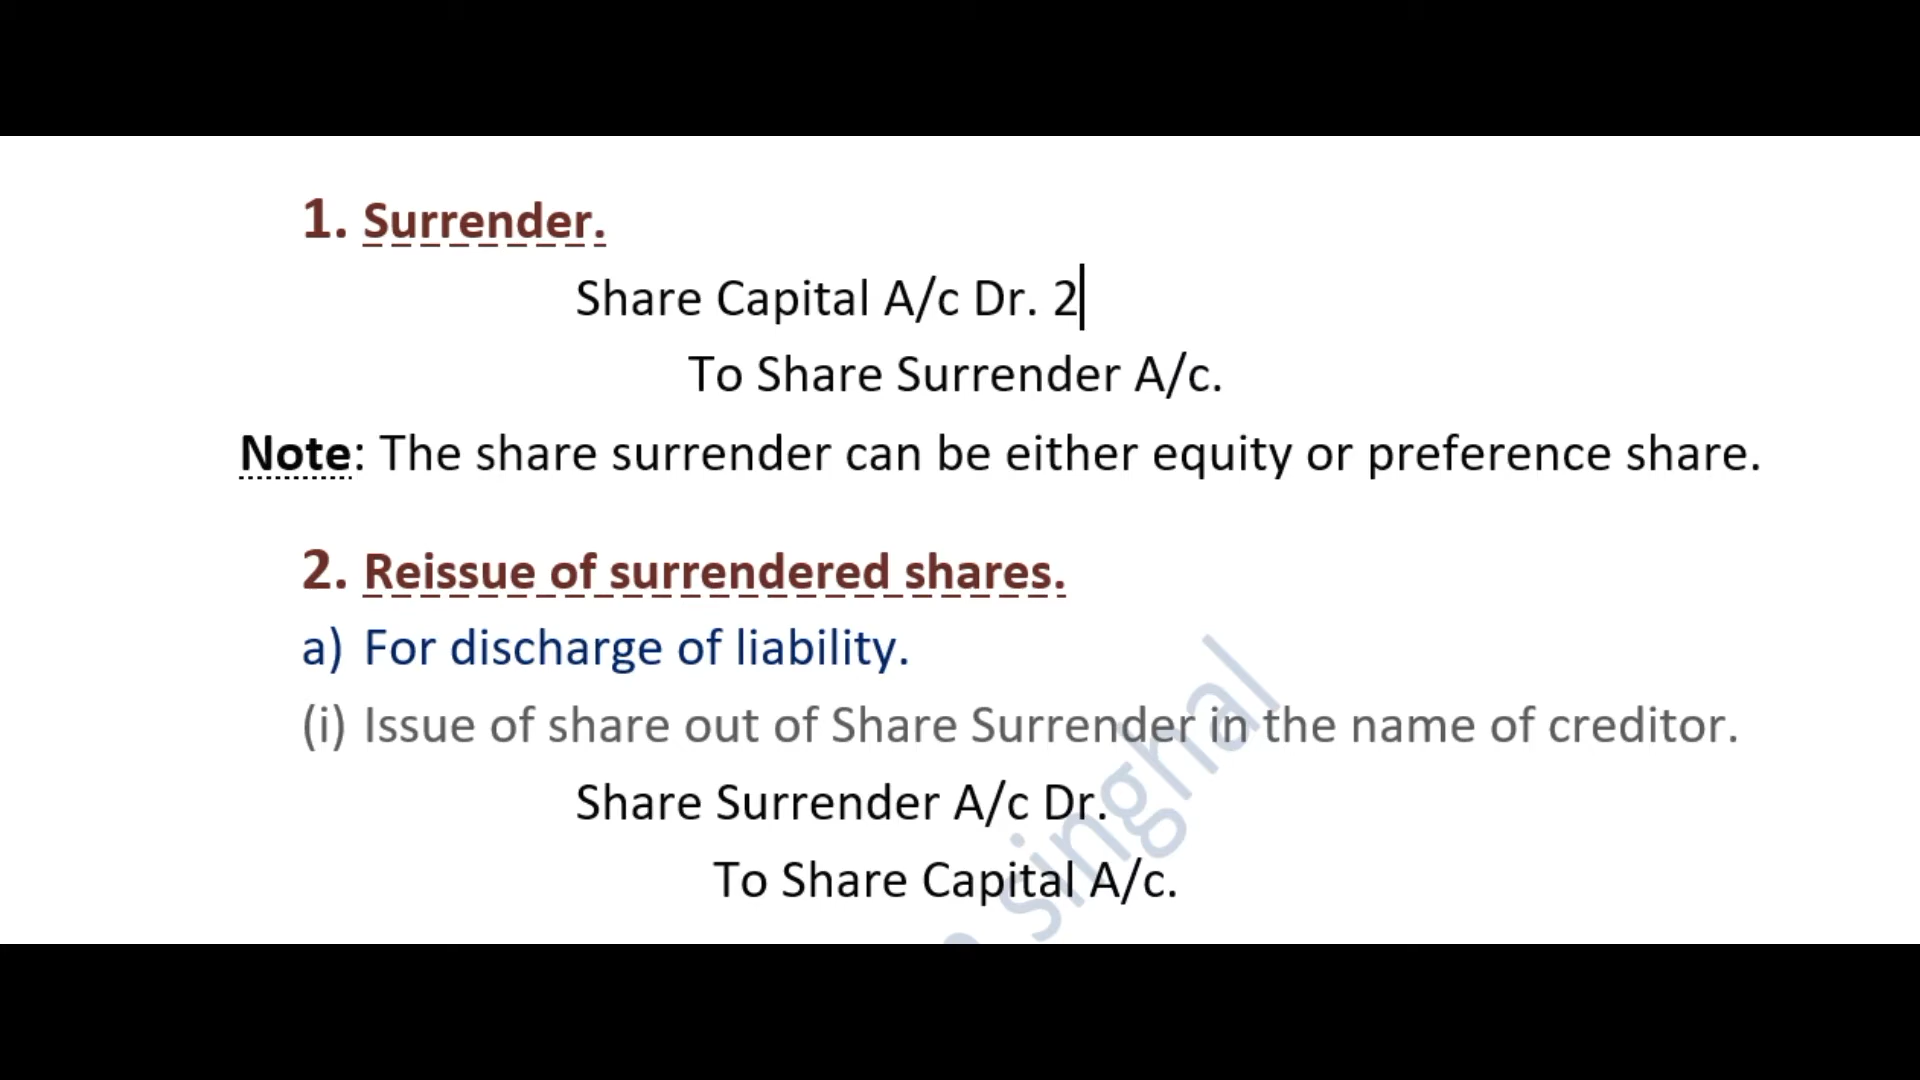 1. Surrender.
Share Capital A/c Dr. 2
To Share Surrender A/c.
Note: The share surrender can be either equity or preference share.
2. Reissue of surrendered shares.
a) For discharge of liability.
(i) Issue of share out of Share Surrender in the name of creditor.
Share Surrender A/c Dr.
To Share Capital A/c.
singhal